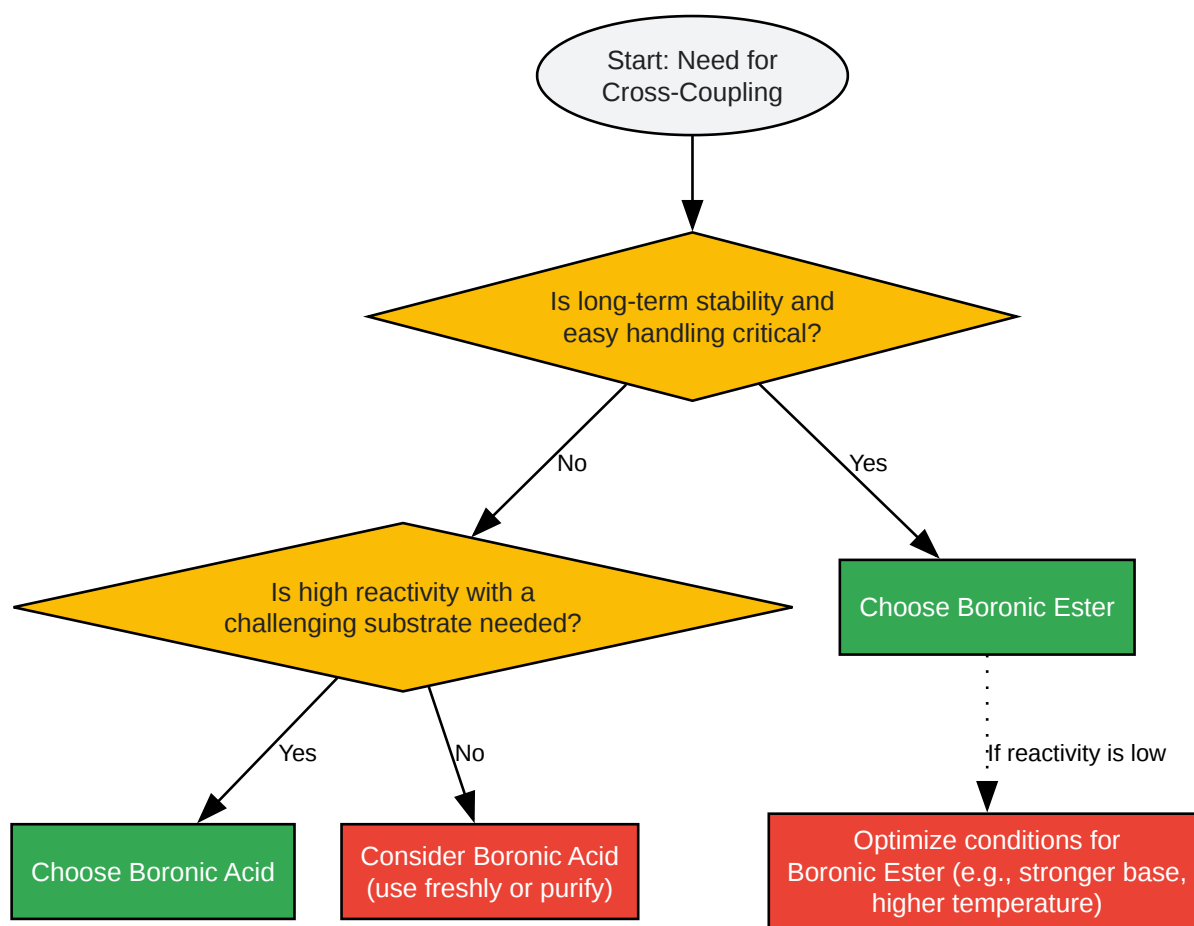 Start: Need for
Cross-Coupling
Is long-term stability and
easy handling critical?
No
Yes
Is high reactivity with a
challenging substrate needed?
Choose Boronic Ester
Yes
No
If reactivity is low
Choose Boronic Acid
Consider Boronic Acid
(use freshly or purify)
Optimize conditions for
Boronic Ester (e.g., stronger base,
higher temperature)